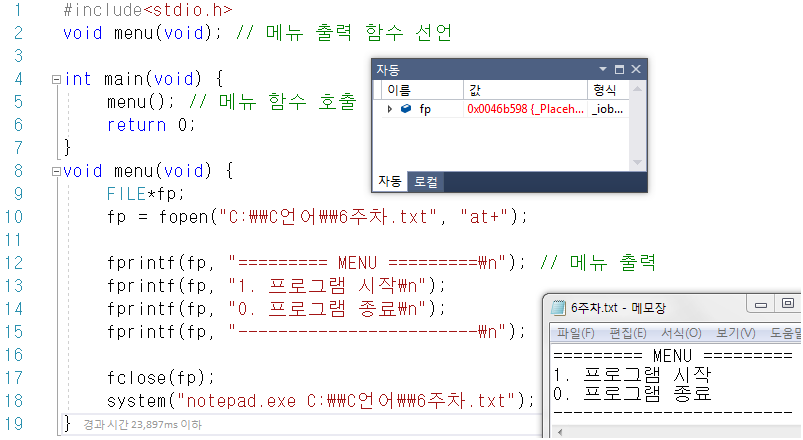 1 #include<stdio.h>
2 void menu(void); // 메뉴 출력 함수 선언
3
4 int main(void) {
5 menu(); // 메뉴 함수 호출
6 return 0;
7 }
8 void menu(void) {
9 FILE*fp;
10 fp = fopen("C:₩₩C언어₩₩6주차.txt", "at+");
11
12 fprintf(fp, "========= MENU =========₩n"); // 메뉴 출력
13 fprintf(fp, "1. 프로그램 시작₩n");
14 fprintf(fp, "0. 프로그램 종료₩n");
15 fprintf(fp, "------------------------₩n");
16
17 fclose(fp);
18 system("notepad.exe C:₩₩C언어₩₩6주차.txt");
19 } 경과 시간 23,897ms 이하
자동
이름 값 형식
fp 0x0046b598 {_Placeh... _iob...
자동 로컬
6주차.txt - 메모장
파일(F) 편집(E) 서식(O) 보기(V) 도움말
========= MENU =========
1. 프로그램 시작
0. 프로그램 종료
------------------------